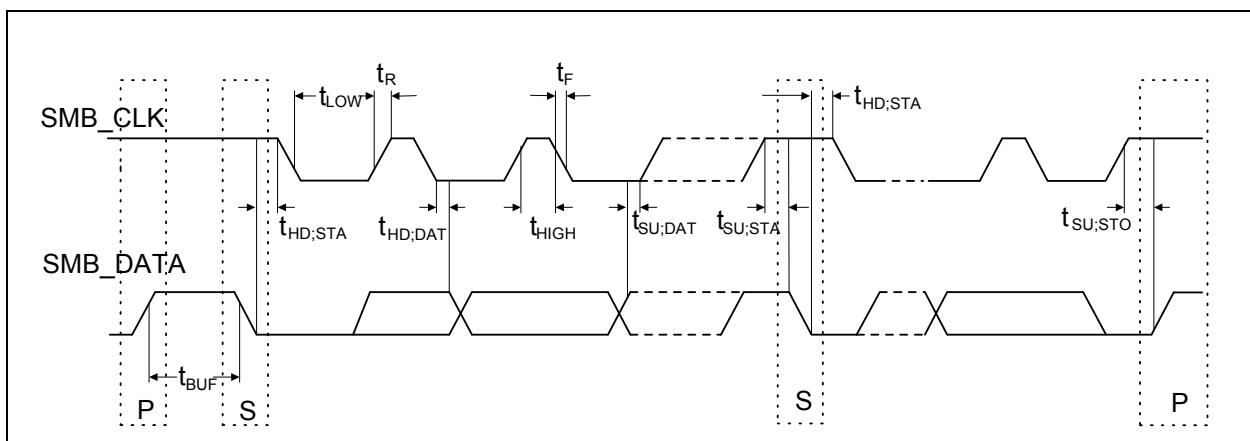 tR
tF
tLOW
tHD;STA
SMB_CLK
tHD;STA
tHD;DAT
tHIGH
tSU;DAT
tSU;STA
tSU;STO
SMB_DATA
tBUF
P
S
S
P